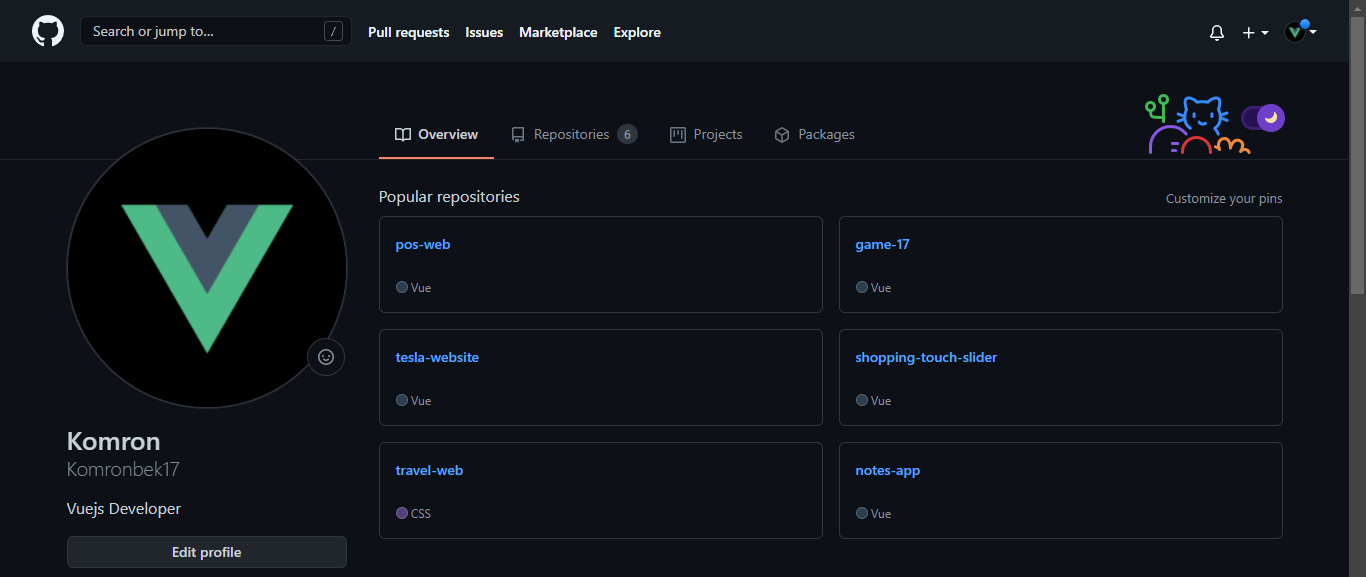 Search or jump to... /
Pull requests Issues Marketplace Explore
Overview Repositories 6 Projects Packages
Popular repositories Customize your pins
pos-web
Vue
game-17
Vue
tesla-website
Vue
shopping-touch-slider
Vue
travel-web
CSS
notes-app
Vue
Komron
Komronbek17
Vuejs Developer
Edit profile